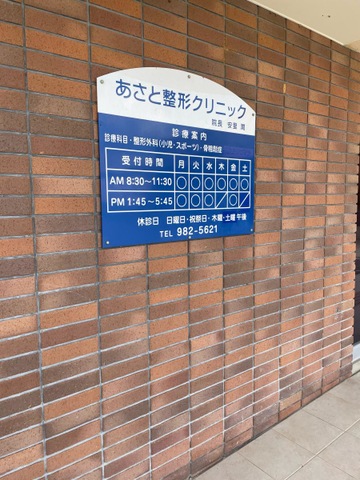 あさと整形クリニック
院長 安里
診療案内
診療科目・整形外科(小児・スポーツ)・骨粗鬆症
受付時間 月 火 水 木 金 土
AM 8:30〜11:30 ○ ○ ○ ○ ○ ○
PM 1:45〜5:45 ○ ○ ○ / ○ /
休診日 日曜日・祝祭日・木曜・土曜 午後
TEL 982-5621